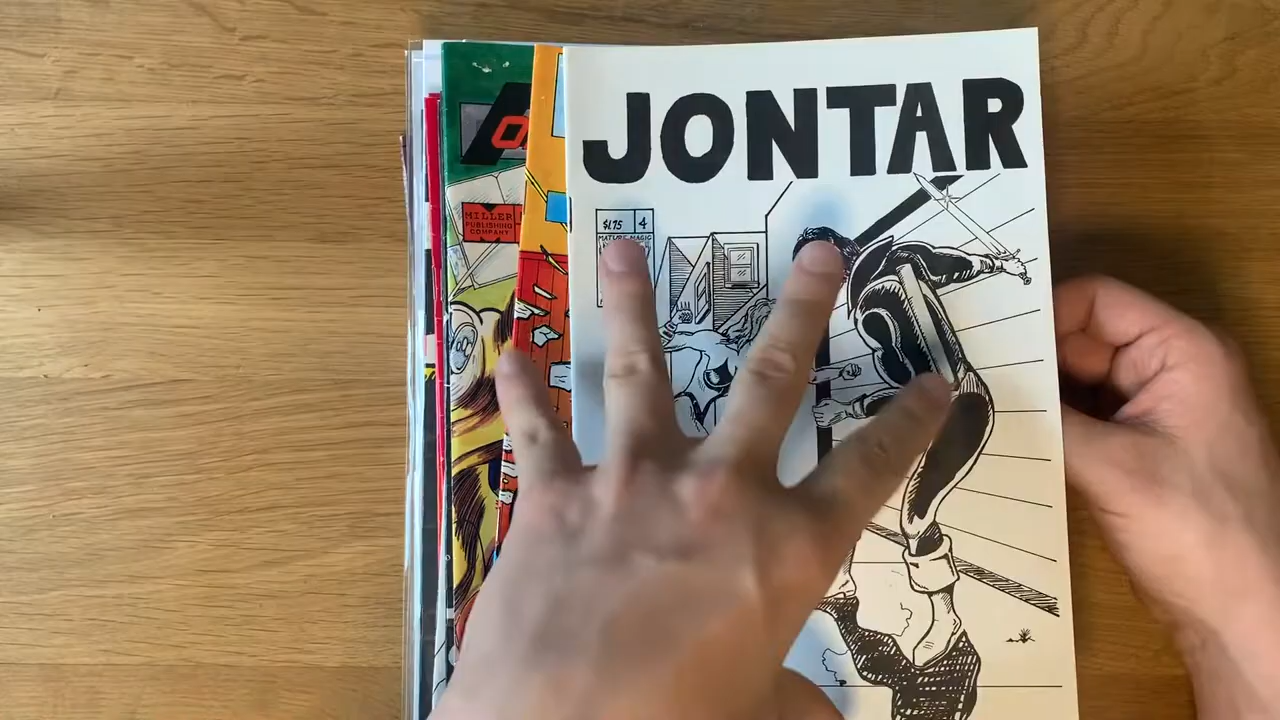 JONTAR
$1.75 4
MATURE MAGIC
MILLER
PUBLISHING
COMPANY